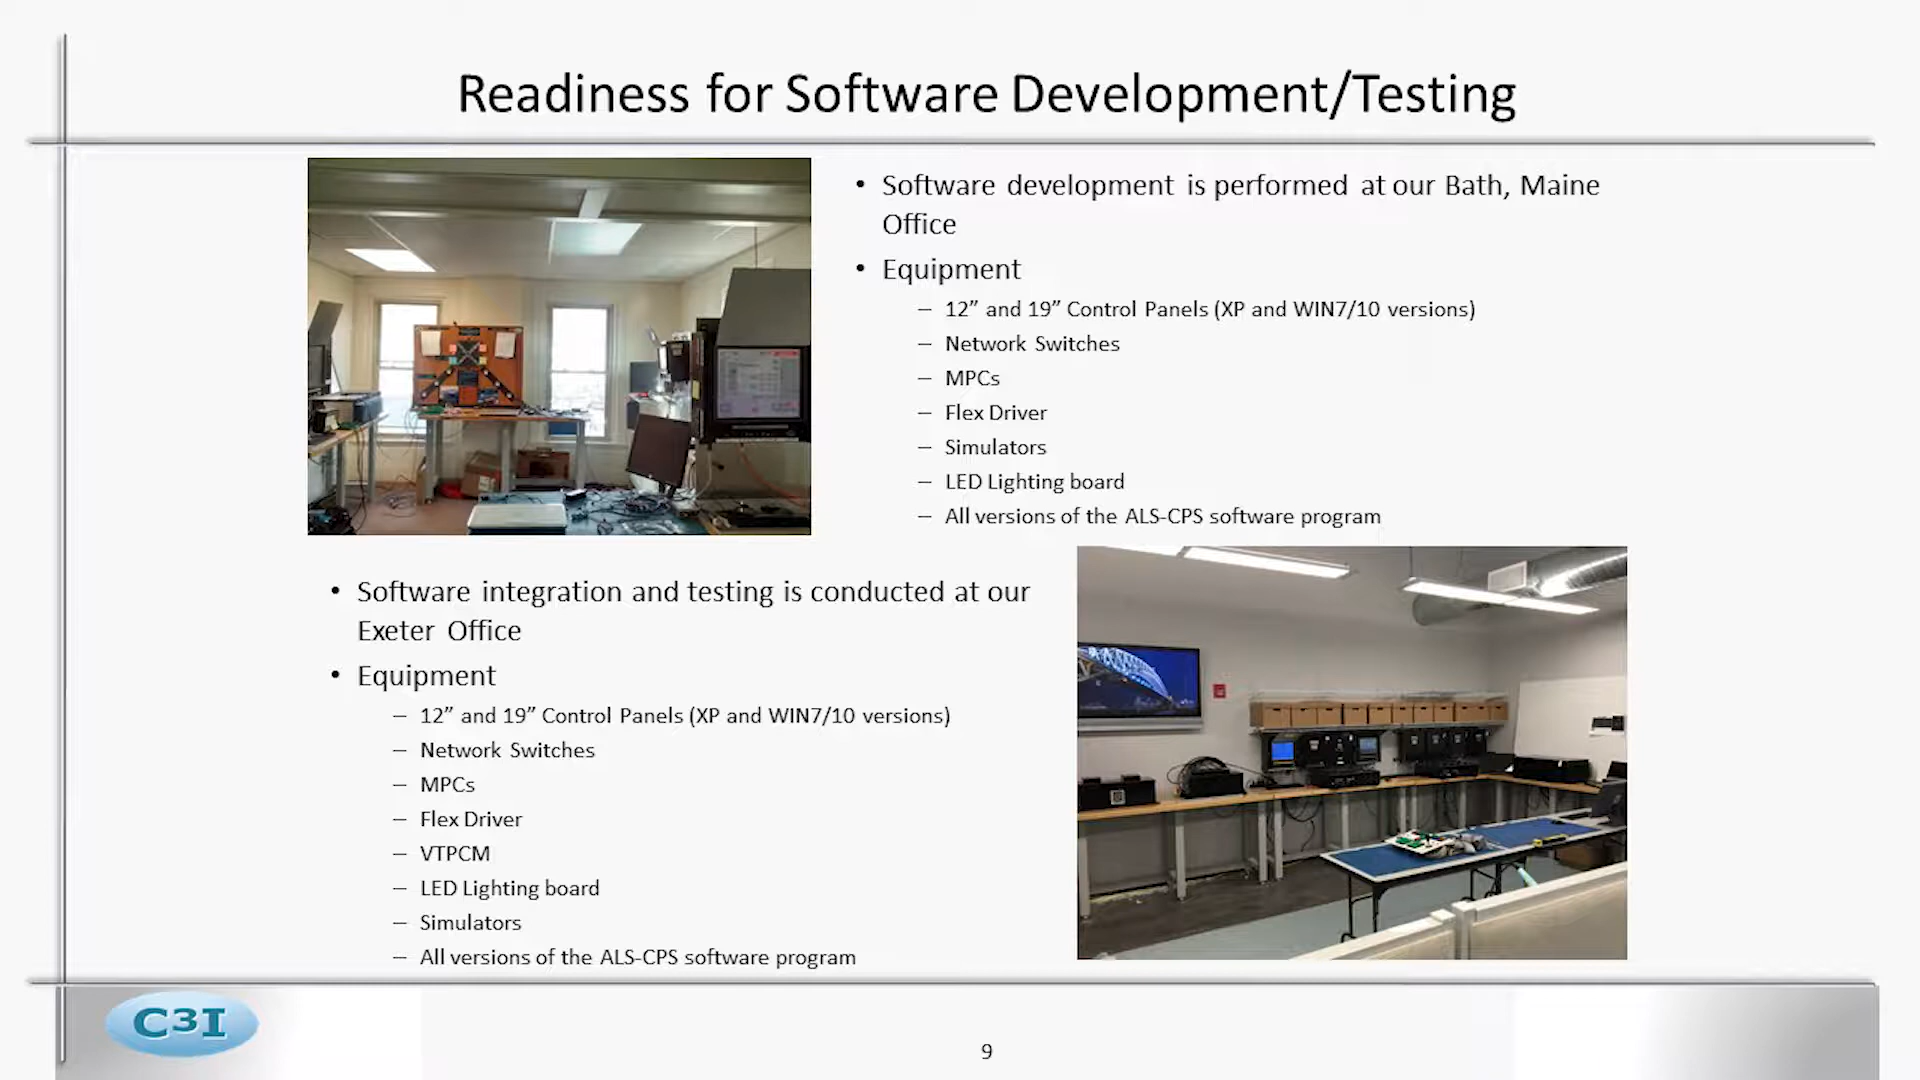 Readiness for Software Development/Testing
• Software development is performed at our Bath, Maine
Office
• Equipment
– 12” and 19” Control Panels (XP and WIN7/10 versions)
– Network Switches
– MPCs
– Flex Driver
– Simulators
– LED Lighting board
– All versions of the ALS-CPS software program
• Software integration and testing is conducted at our
Exeter Office
• Equipment
– 12” and 19” Control Panels (XP and WIN7/10 versions)
– Network Switches
– MPCs
– Flex Driver
– VTPCM
– LED Lighting board
– Simulators
– All versions of the ALS-CPS software program
C3I
9